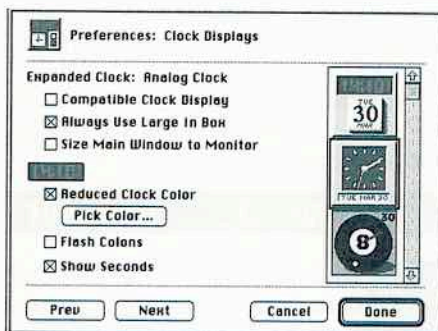 Preferences: Clock Displays
Expanded Clock: Analog Clock
Compatible Clock Display
Always Use Large In Box
Size Main Window to Monitor
Reduced Clock Color
Pick Color...
Flash Colons
Show Seconds
TUE
30
MAR
TUE MAR 30
30
8
Prev
Next
Cancel
Done